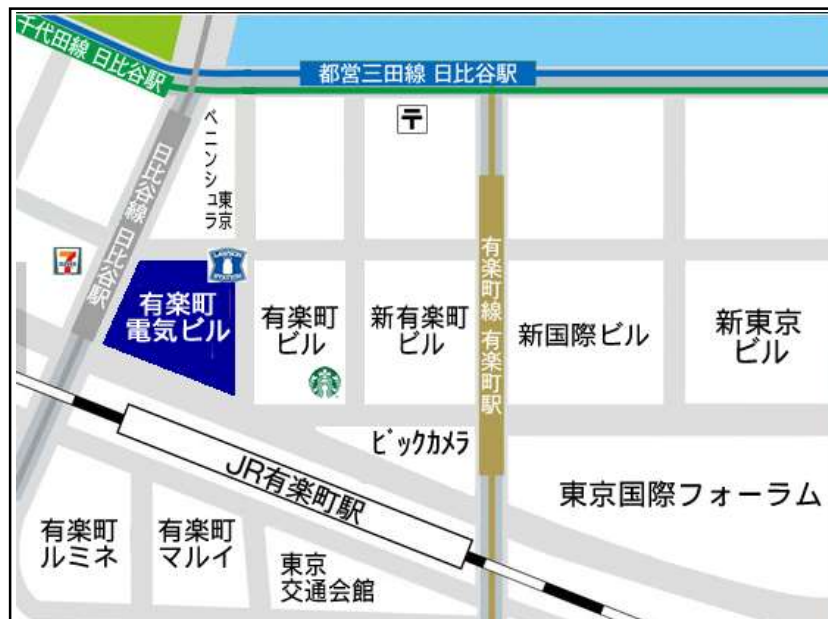 千代田線 日比谷駅
都営三田線 日比谷駅
〒
ペニンシュラ
東京
日比谷線 日比谷駅
7
ELEVEN
LAWSON
STATION
有楽町
電気ビル
有楽町
ビル
新有楽町
ビル
有楽町線 有楽町駅
新国際ビル
新東京
ビル
ビックカメラ
JR有楽町駅
東京国際フォーラム
有楽町
ルミネ
有楽町
マルイ
東京
交通会館